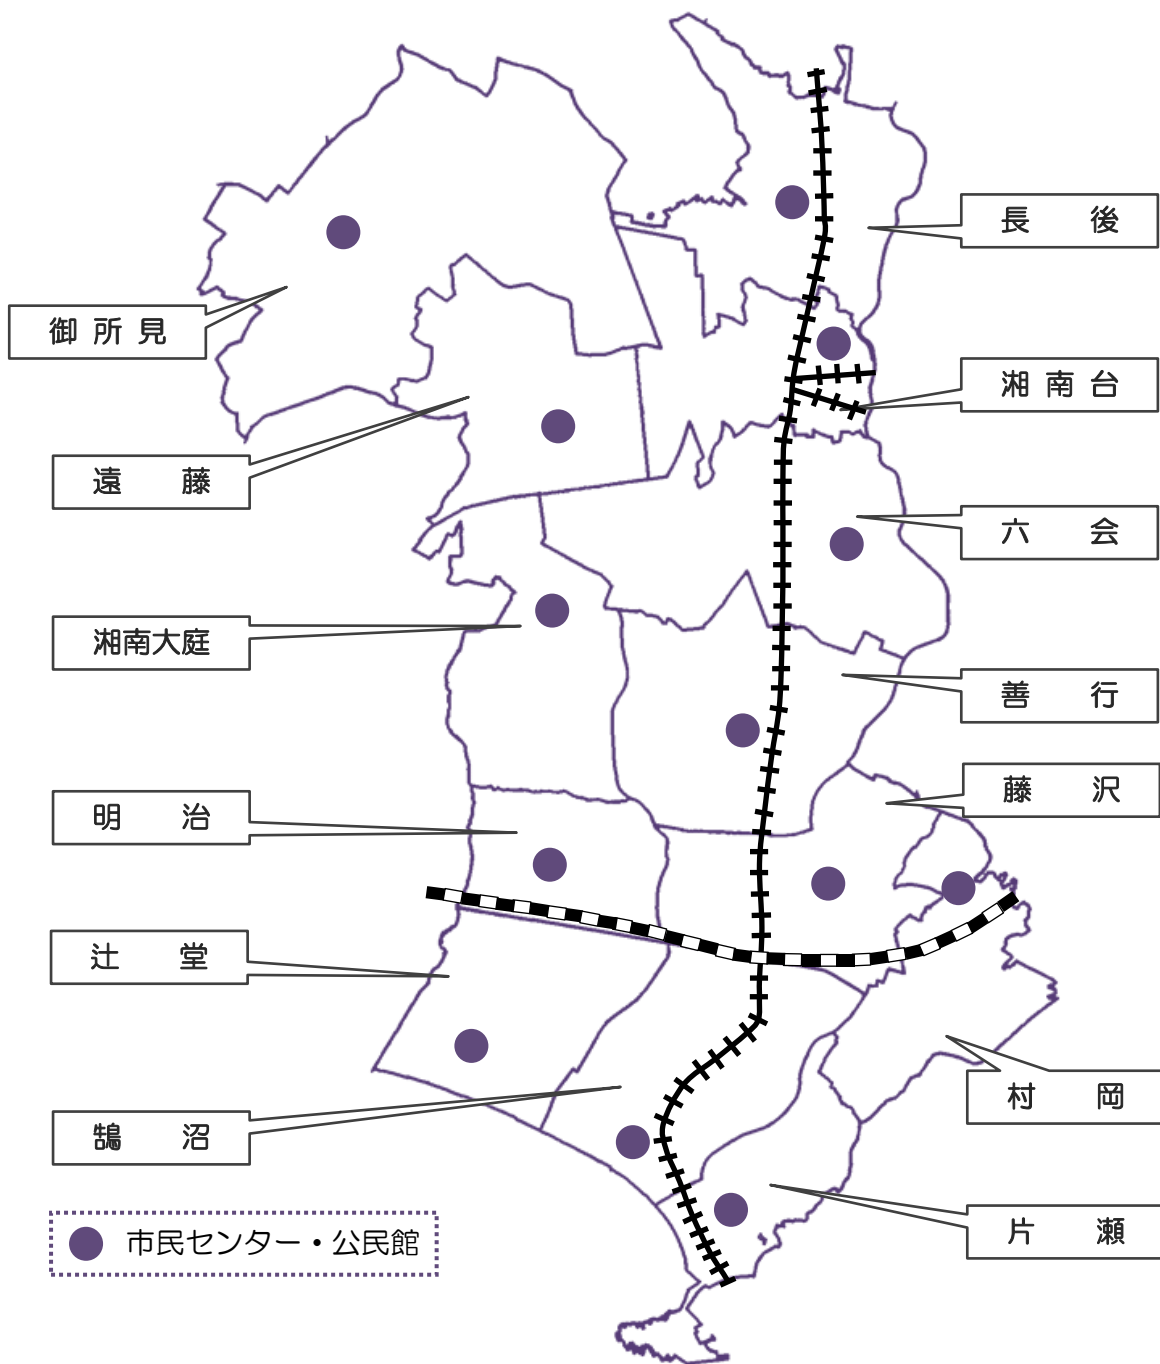 長　後
御 所 見
湘 南 台
遠　藤
六　会
湘南大庭
善　行
藤　沢
明　治
辻　堂
村　岡
鵠　沼
片　瀬
市民センター・公民館